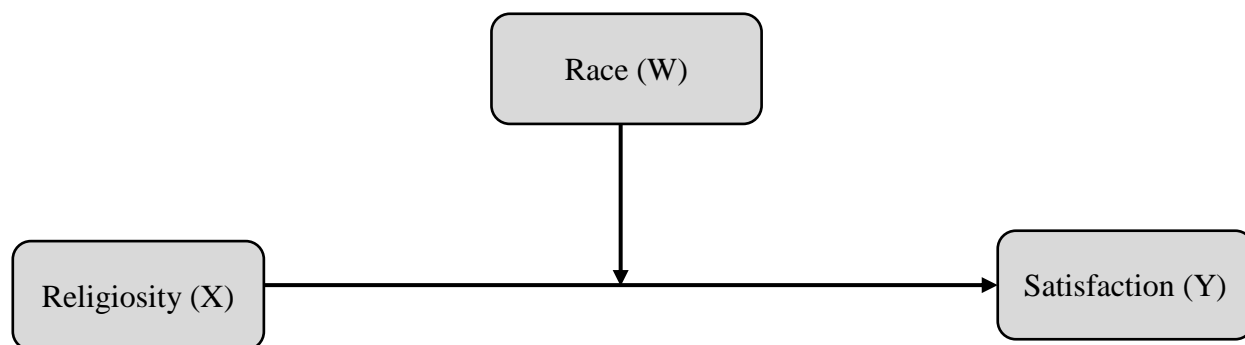 Race (W)
Religiosity (X)
Satisfaction (Y)